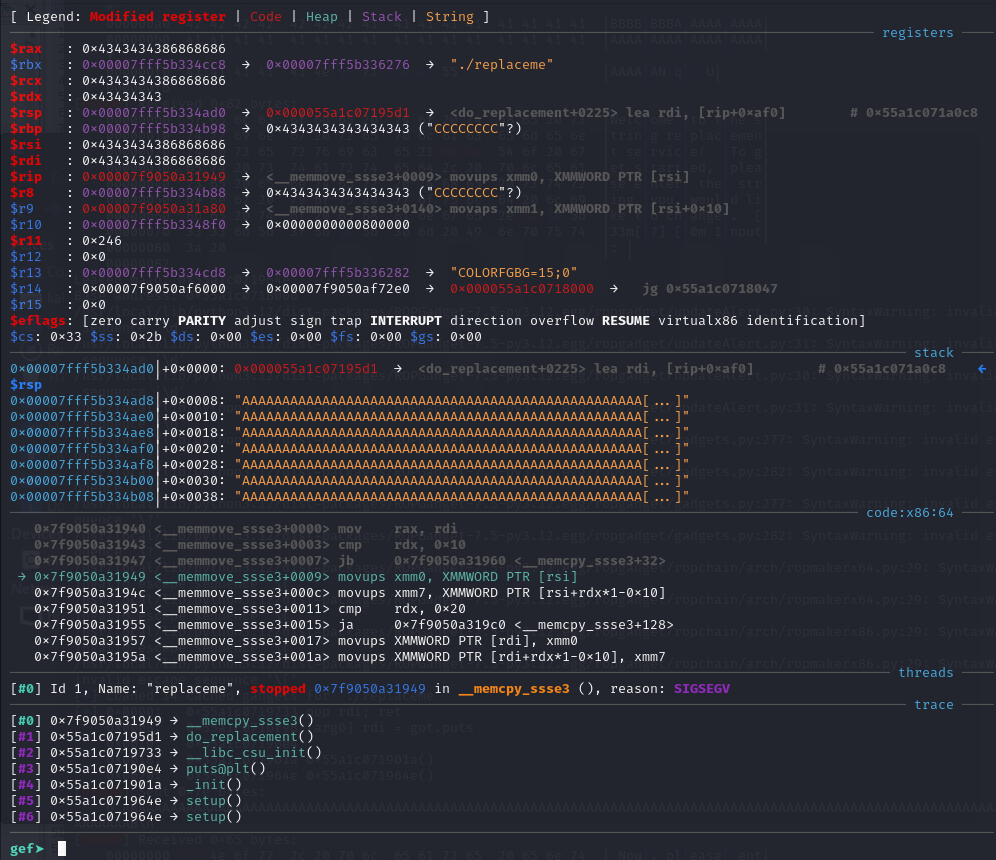 [ Legend: Modified register | Code | Heap | Stack | String ]
registers
$rax   : 0×4343434386868686
$rbx   : 0×00007fff5b334cc8  →  0×00007fff5b336276  →  "./replaceme"
$rcx   : 0×4343434386868686
$rdx   : 0×43434343
$rsp   : 0×00007fff5b334ad0  →  0×000055a1c07195d1  →  <do_replacement+0225> lea rdi, [rip+0×af0]        # 0×55a1c071a0c8
$rbp   : 0×00007fff5b334b98  →  0×4343434343434343 ("CCCCCCCC"?)
$rsi   : 0×4343434386868686
$rdi   : 0×4343434386868686
$rip   : 0×00007f9050a31949  →  <__memmove_ssse3+0009> movups xmm0, XMMWORD PTR [rsi]
$r8    : 0×00007fff5b334b88  →  0×4343434343434343 ("CCCCCCCC"?)
$r9    : 0×00007f9050a31a80  →  <__memmove_ssse3+0140> movaps xmm1, XMMWORD PTR [rsi+0×10]
$r10   : 0×00007fff5b3348f0  →  0×0000000000800000
$r11   : 0×246
$r12   : 0×0
$r13   : 0×00007fff5b334cd8  →  0×00007fff5b336282  →  "COLORFGBG=15;0"
$r14   : 0×00007f9050af6000  →  0×00007f9050af72e0  →  0×000055a1c0718000  →   jg 0×55a1c0718047
$r15   : 0×0
$eflags: [zero carry PARITY adjust sign trap INTERRUPT direction overflow RESUME virtualx86 identification]
$cs: 0×33 $ss: 0×2b $ds: 0×00 $es: 0×00 $fs: 0×00 $gs: 0×00
stack
0×00007fff5b334ad0│+0×0000: 0×000055a1c07195d1  →  <do_replacement+0225> lea rdi, [rip+0×af0]        # 0×55a1c071a0c8    ←
$rsp
0×00007fff5b334ad8│+0×0008: "AAAAAAAAAAAAAAAAAAAAAAAAAAAAAAAAAAAAAAAAAAAAAAAAAA[ ... ]"
0×00007fff5b334ae0│+0×0010: "AAAAAAAAAAAAAAAAAAAAAAAAAAAAAAAAAAAAAAAAAAAAAAAAAA[ ... ]"
0×00007fff5b334ae8│+0×0018: "AAAAAAAAAAAAAAAAAAAAAAAAAAAAAAAAAAAAAAAAAAAAAAAAAA[ ... ]"
0×00007fff5b334af0│+0×0020: "AAAAAAAAAAAAAAAAAAAAAAAAAAAAAAAAAAAAAAAAAAAAAAAAAA[ ... ]"
0×00007fff5b334af8│+0×0028: "AAAAAAAAAAAAAAAAAAAAAAAAAAAAAAAAAAAAAAAAAAAAAAAAAA[ ... ]"
0×00007fff5b334b00│+0×0030: "AAAAAAAAAAAAAAAAAAAAAAAAAAAAAAAAAAAAAAAAAAAAAAAAAA[ ... ]"
0×00007fff5b334b08│+0×0038: "AAAAAAAAAAAAAAAAAAAAAAAAAAAAAAAAAAAAAAAAAAAAAAAAAA[ ... ]"
code:x86:64
0×7f9050a31940 <__memmove_ssse3+0000> mov    rax, rdi
0×7f9050a31943 <__memmove_ssse3+0003> cmp    rdx, 0×10
0×7f9050a31947 <__memmove_ssse3+0007> jb     0×7f9050a31960 <__memcpy_ssse3+32>
→ 0×7f9050a31949 <__memmove_ssse3+0009> movups xmm0, XMMWORD PTR [rsi]
0×7f9050a3194c <__memmove_ssse3+000c> movups xmm7, XMMWORD PTR [rsi+rdx*1-0×10]
0×7f9050a31951 <__memmove_ssse3+0011> cmp    rdx, 0×20
0×7f9050a31955 <__memmove_ssse3+0015> ja     0×7f9050a319c0 <__memcpy_ssse3+128>
0×7f9050a31957 <__memmove_ssse3+0017> movups XMMWORD PTR [rdi], xmm0
0×7f9050a3195a <__memmove_ssse3+001a> movups XMMWORD PTR [rdi+rdx*1-0×10], xmm7
threads
[#0] Id 1, Name: "replaceme", stopped 0×7f9050a31949 in __memcpy_ssse3 (), reason: SIGSEGV
trace
[#0] 0×7f9050a31949 → __memcpy_ssse3()
[#1] 0×55a1c07195d1 → do_replacement()
[#2] 0×55a1c0719733 → __libc_csu_init()
[#3] 0×55a1c07190e4 → puts@plt()
[#4] 0×55a1c071901a → _init()
[#5] 0×55a1c071964e → setup()
[#6] 0×55a1c071964e → setup()
gef➤